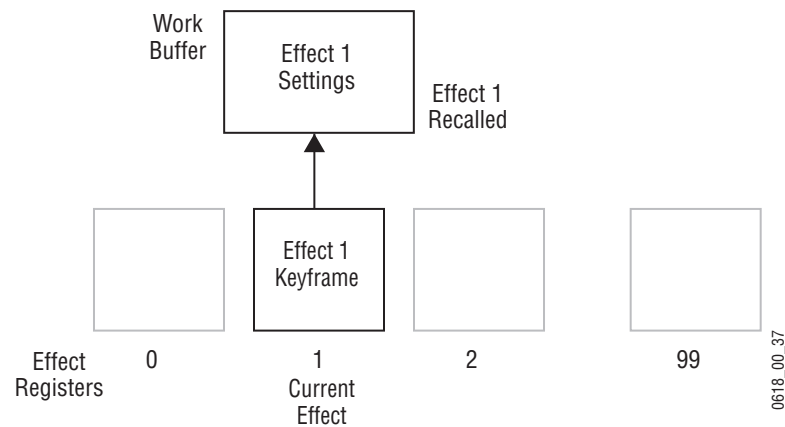 Work
Buffer
Effect 1
Settings
Effect 1
Recalled
Effect 1
Keyframe
Effect
Registers
0
1
2
99
Current
Effect
0618_00_37